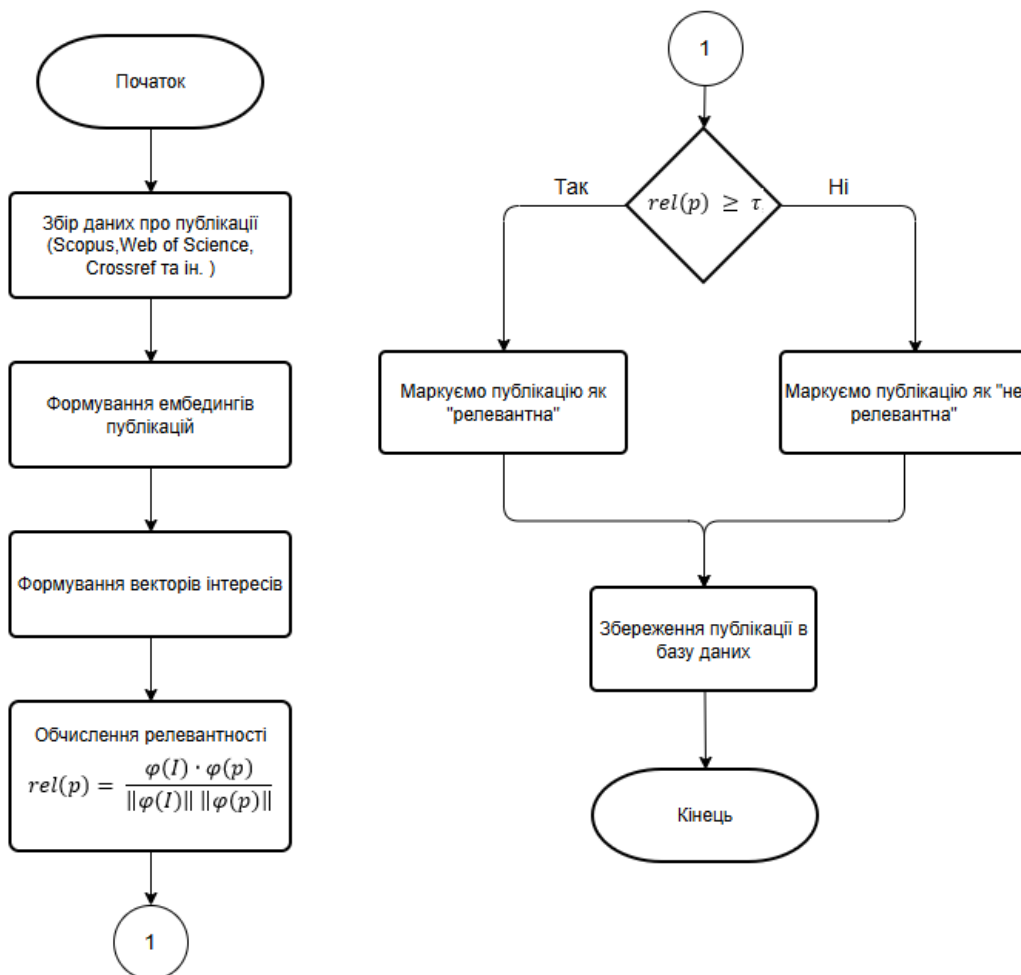 Початок
Збір даних про публікації
(Scopus,Web of Science,
Crossref та ін. )
Формування ембедингів
публікацій
Формування векторів інтересів
Обчислення релевантності
rel(p) = φ(I) · φ(p) / ‖φ(I)‖ ‖φ(p)‖
1
1
rel(p) ≥ τ
Так
Ні
Маркуємо публікацію як
"релевантна"
Маркуємо публікацію як "не
релевантна"
Збереження публікації в
базу даних
Кінець